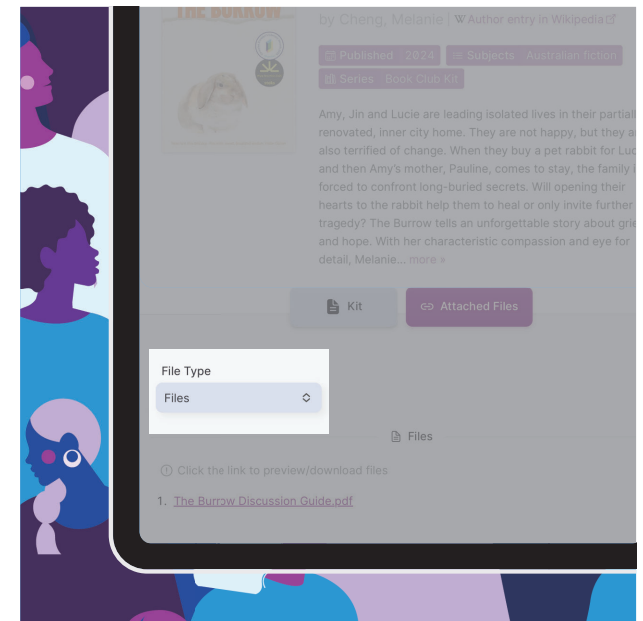 THE BURROW
by Cheng, Melanie | W Author entry in Wikipedia
Published | 2024 Subjects | Australian fiction
Series | Book Club Kit
Amy, Jin and Lucie are leading isolated lives in their partiall
renovated, inner city home. They are not happy, but they a
also terrified of change. When they buy a pet rabbit for Luc
and then Amy's mother, Pauline, comes to stay, the family i
forced to confront long-buried secrets. Will opening their
hearts to the rabbit help them to heal or only invite further
tragedy? The Burrow tells an unforgettable story about grie
and hope. With her characteristic compassion and eye for
detail, Melanie... more »
Kit Attached Files
File Type
Files
Files
Click the link to preview/download files
1. The Burrow Discussion Guide.pdf